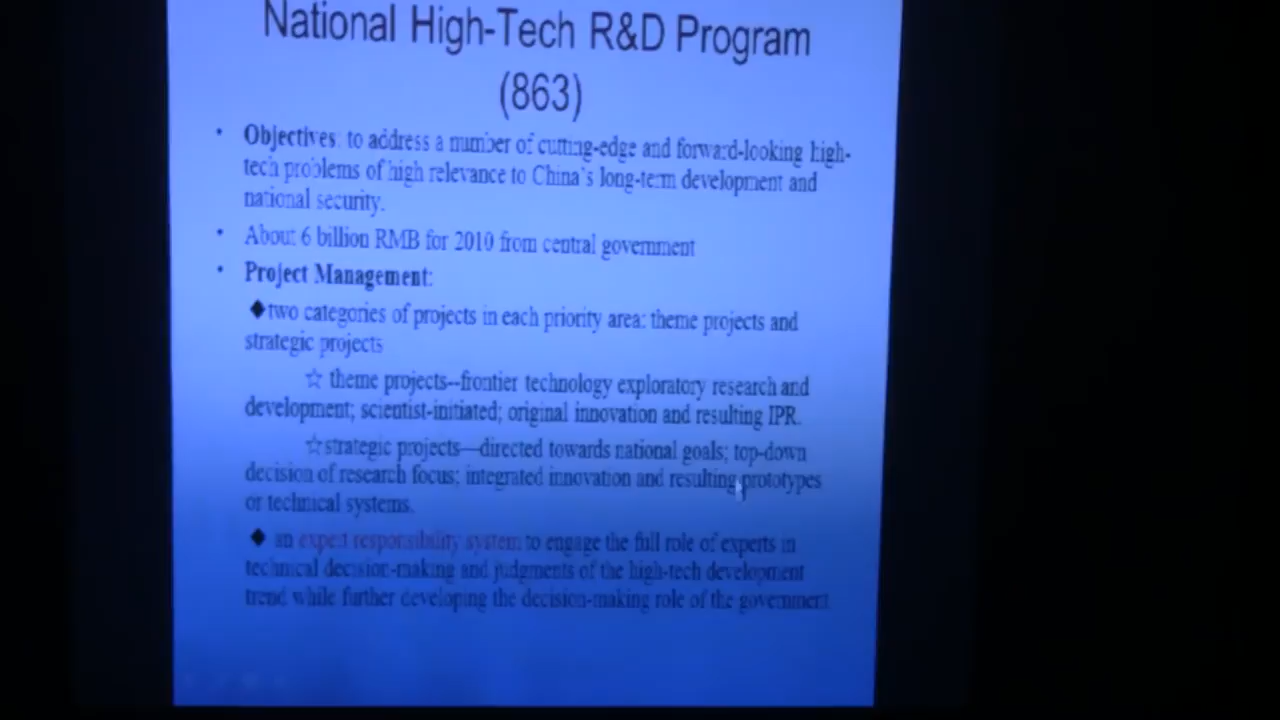 National High-Tech R&D Program
(863)
• Objectives: to address a number of cutting-edge and forward-looking high-
tech problems of high relevance to China's long-term development and
national security.
• About 6 billion RMB for 2010 from central government
• Project Management:
◆two categories of projects in each priority area: theme projects and
strategic projects
☆ theme projects--frontier technology exploratory research and
development; scientist-initiated; original innovation and resulting IPR.
☆strategic projects—directed towards national goals; top-down
decision of research focus; integrated innovation and resulting prototypes
or technical systems.
◆ an expert responsibility system to engage the full role of experts in
technical decision-making and judgments of the high-tech development
trend while further developing the decision-making role of the government